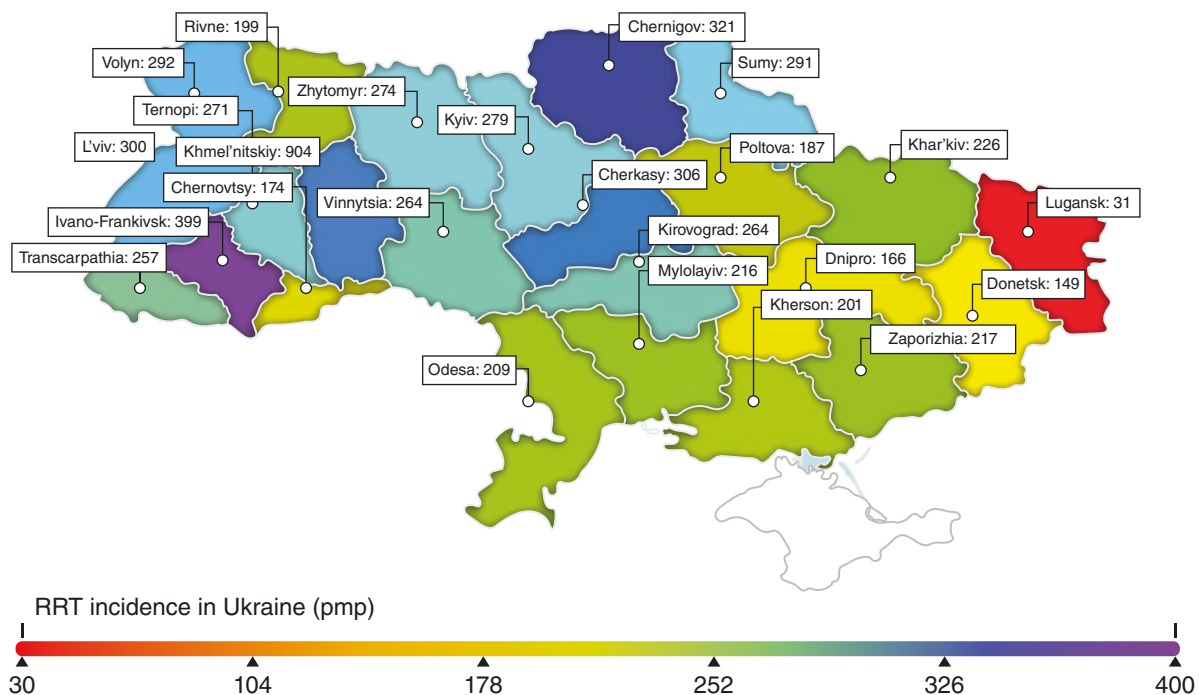 Rivne: 199
Chernigov: 321
Volyn: 292
Sumy: 291
Zhytomyr: 274
Ternopi: 271
Kyiv: 279
L'viv: 300
Khmel'nitskiy: 904
Poltova: 187
Khar'kiv: 226
Chernovtsy: 174
Cherkasy: 306
Vinnytsia: 264
Lugansk: 31
Ivano-Frankivsk: 399
Kirovograd: 264
Transcarpathia: 257
Dnipro: 166
Mylolayiv: 216
Donetsk: 149
Kherson: 201
Zaporizhia: 217
Odesa: 209
RRT incidence in Ukraine (pmp)
30 104 178 252 326 400